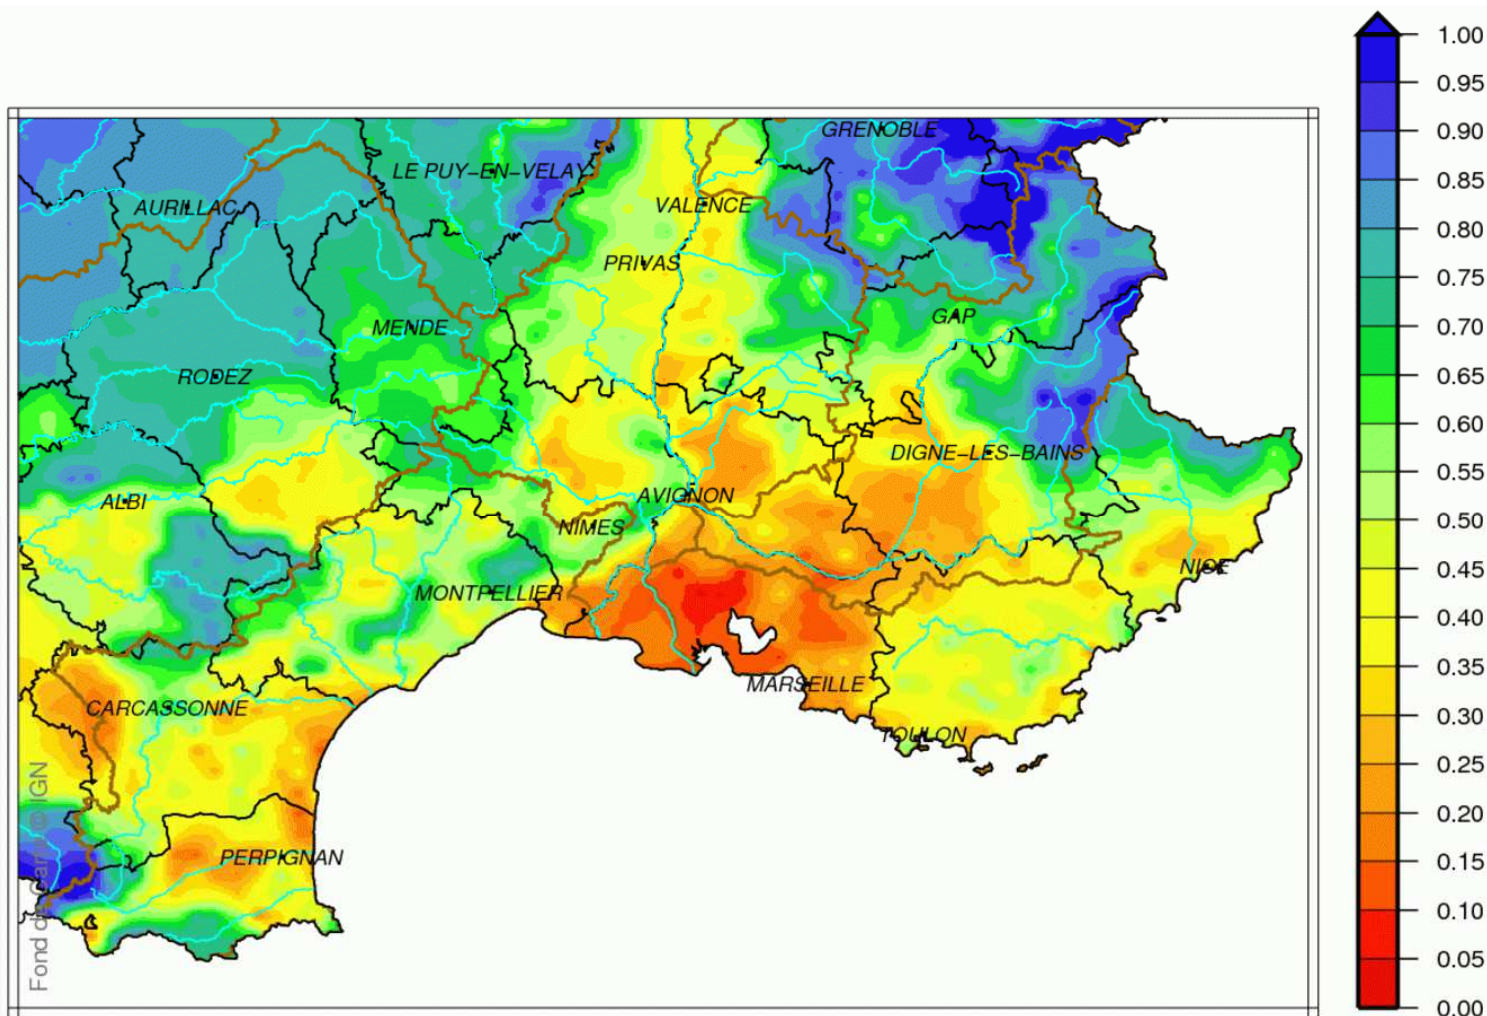 1.00
0.95
0.90
0.85
0.80
0.75
0.70
0.65
0.60
0.55
0.50
0.45
0.40
0.35
0.30
0.25
0.20
0.15
0.10
0.05
0.00
GRENOBLE
LE PUY-EN-VELAY
AURILLAC
VALENCE
PRIVAS
GAP
MENDE
RODEZ
DIGNE-LES-BAINS
ALBI
AVIGNON
NIMES
NICE
MONTPELLIER
MARSEILLE
CARCASSONNE
TOULON
PERPIGNAN
Fond de Carte © IGN